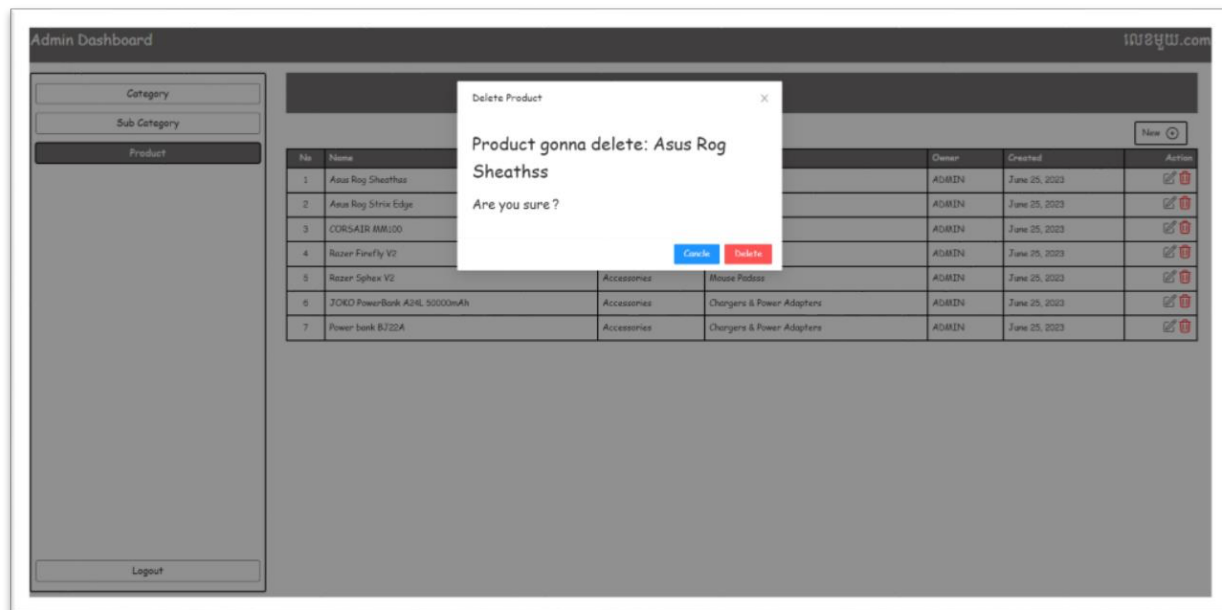 Admin Dashboard
លេខមួយ.com
Category
Sub Category
Product
Logout
Delete Product
Product gonna delete: Asus Rog
Sheathss
Are you sure ?
Cancle Delete
New
No Name Owner Created Action
1 Asus Rog Sheathss ADMIN June 25, 2023
2 Asus Rog Strix Edge ADMIN June 25, 2023
3 CORSAIR MM100 ADMIN June 25, 2023
4 Razer Firefly V2 ADMIN June 25, 2023
5 Razer Sphex V2 Accessories Mouse Padsss ADMIN June 25, 2023
6 JOKO PowerBank A24L 50000mAh Accessories Chargers & Power Adapters ADMIN June 25, 2023
7 Power bank BJ22A Accessories Chargers & Power Adapters ADMIN June 25, 2023